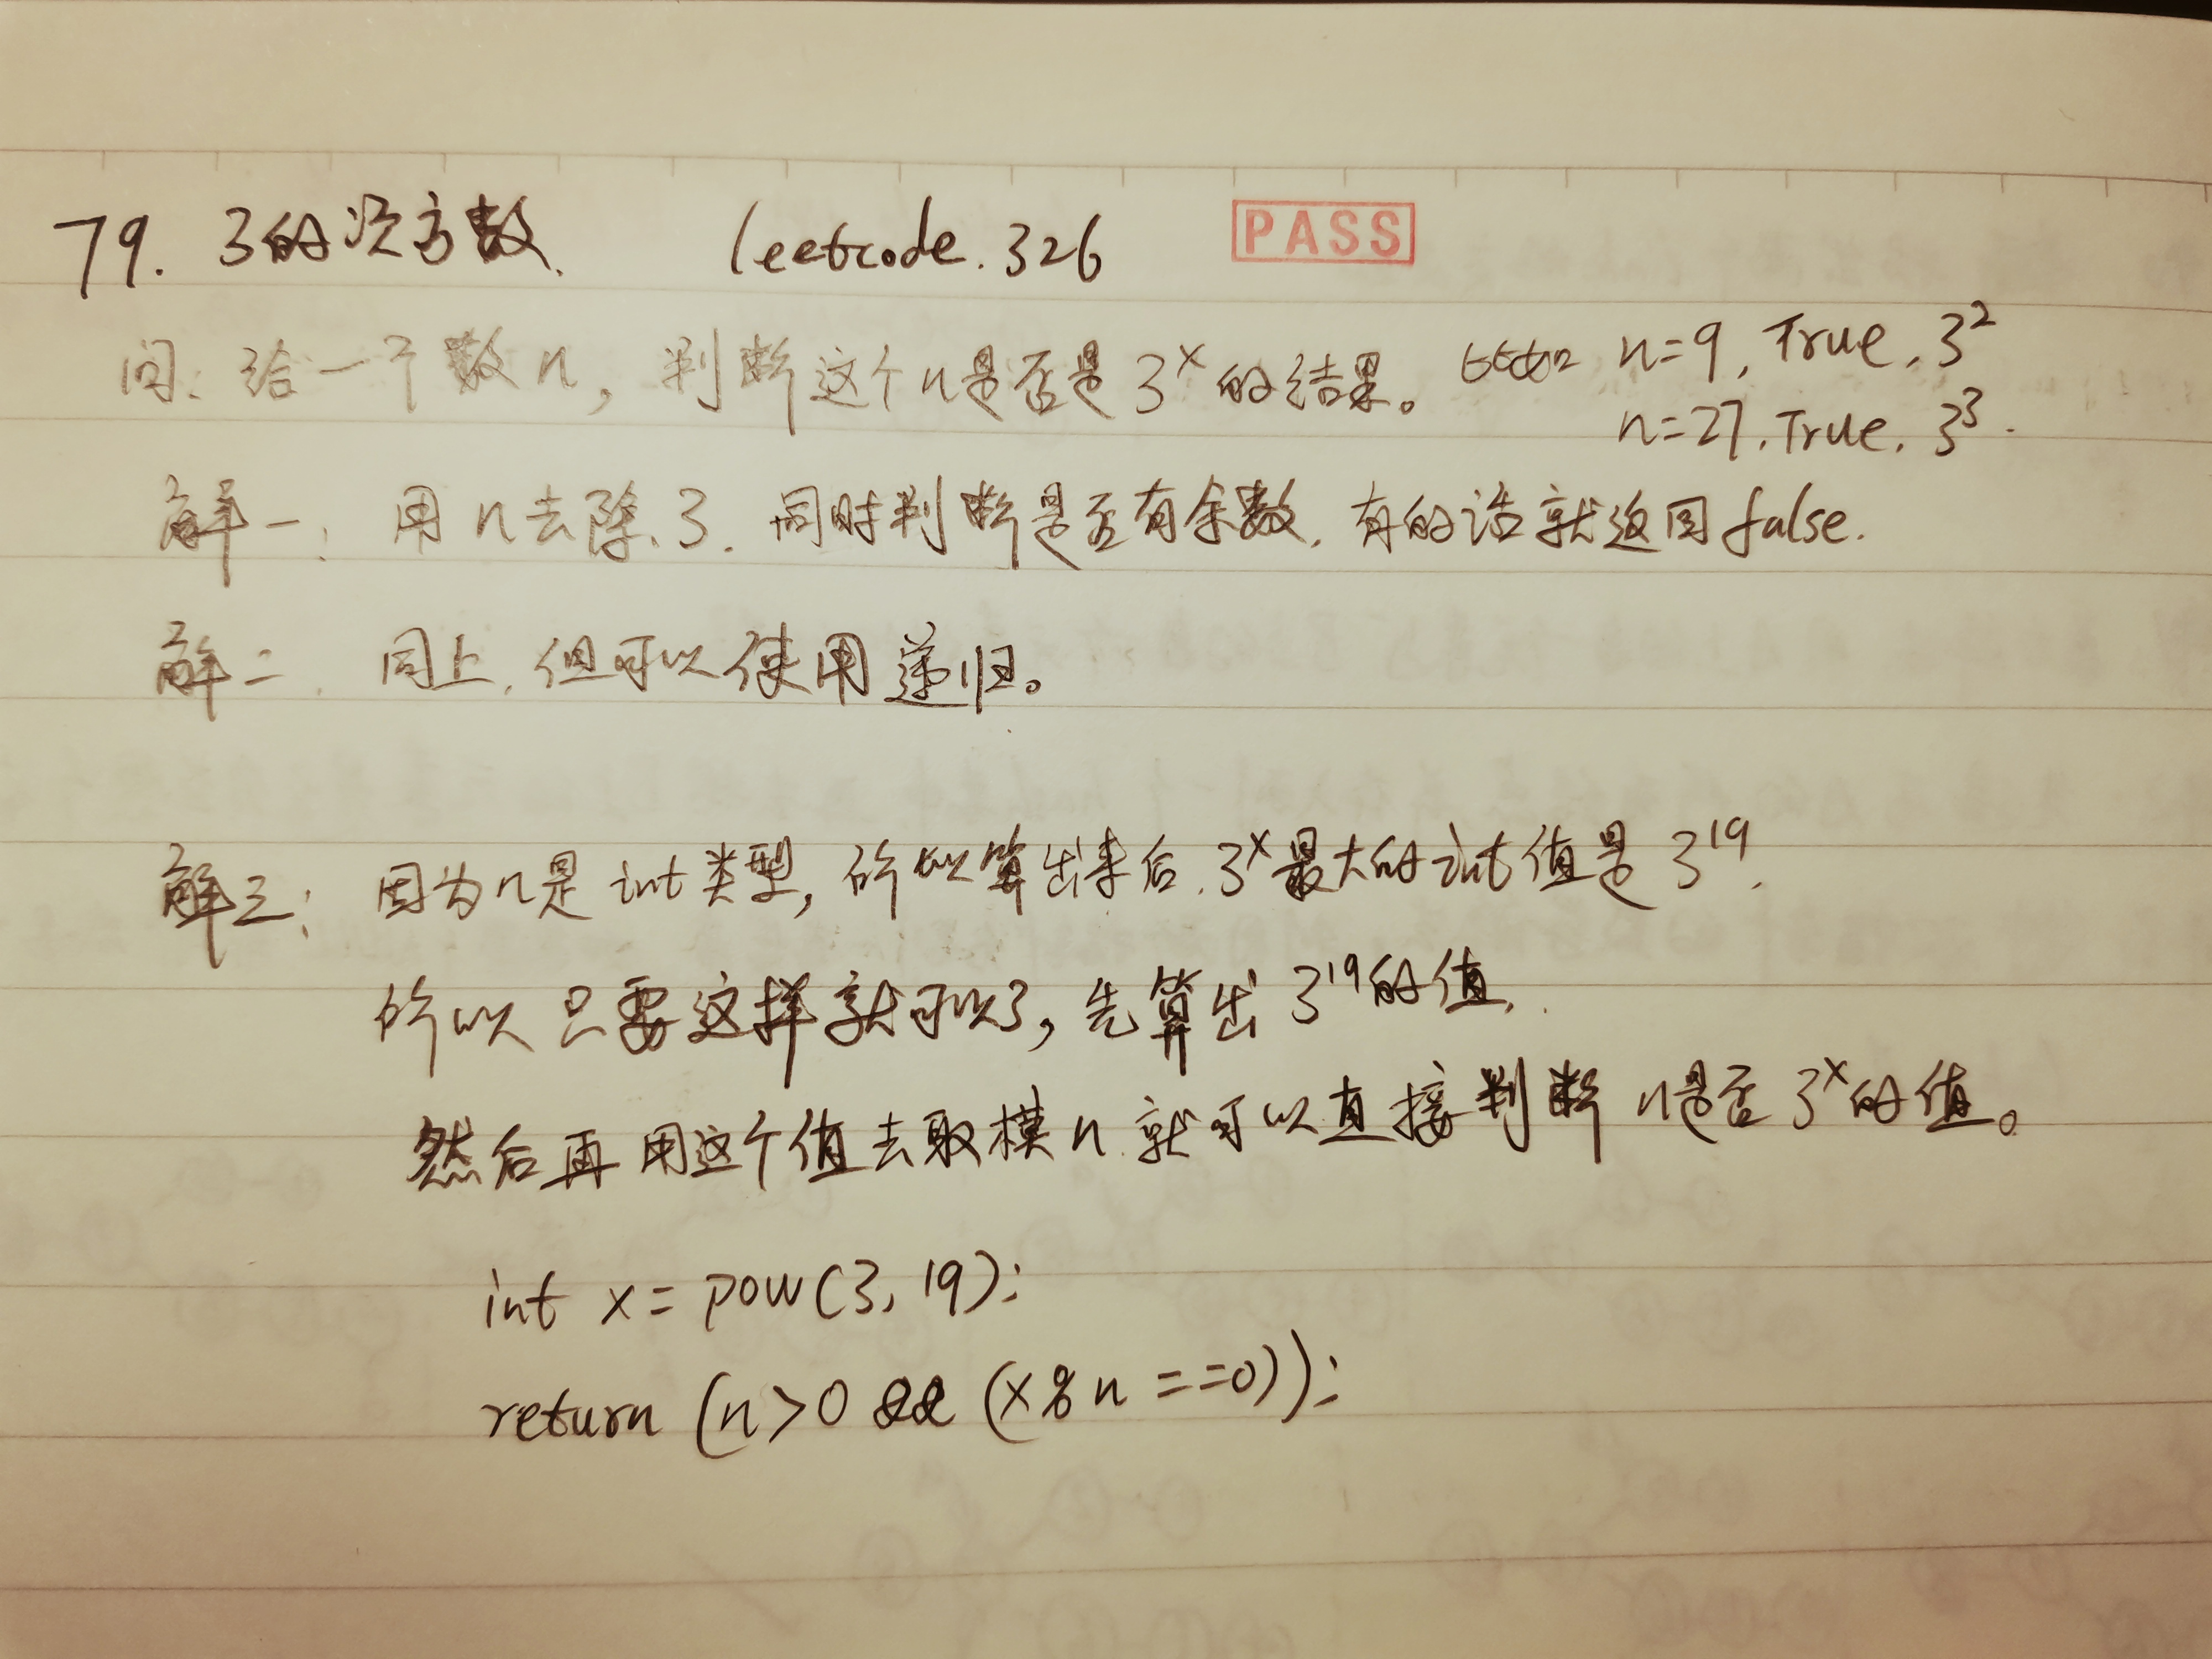 79. 3的次方数. leetcode.326 PASS
问: 给一个数n, 判断这个n是否是3^x的结果。比如 n=9, True, 3^2
n=27, True, 3^3.
解一: 用n去除3. 同时判断是否有余数, 有的话就返回false.
解二. 同上, 但可以使用递归。
解三: 因为n是int类型, 所以算出来后, 3^x最大的int值是3^19.
所以只要这样就可以了, 先算出3^19的值.
然后再用这个值去取模n就可以直接判断n是否3^x的值。
int x = pow(3, 19);
return (n>0 && (x%n ==0));